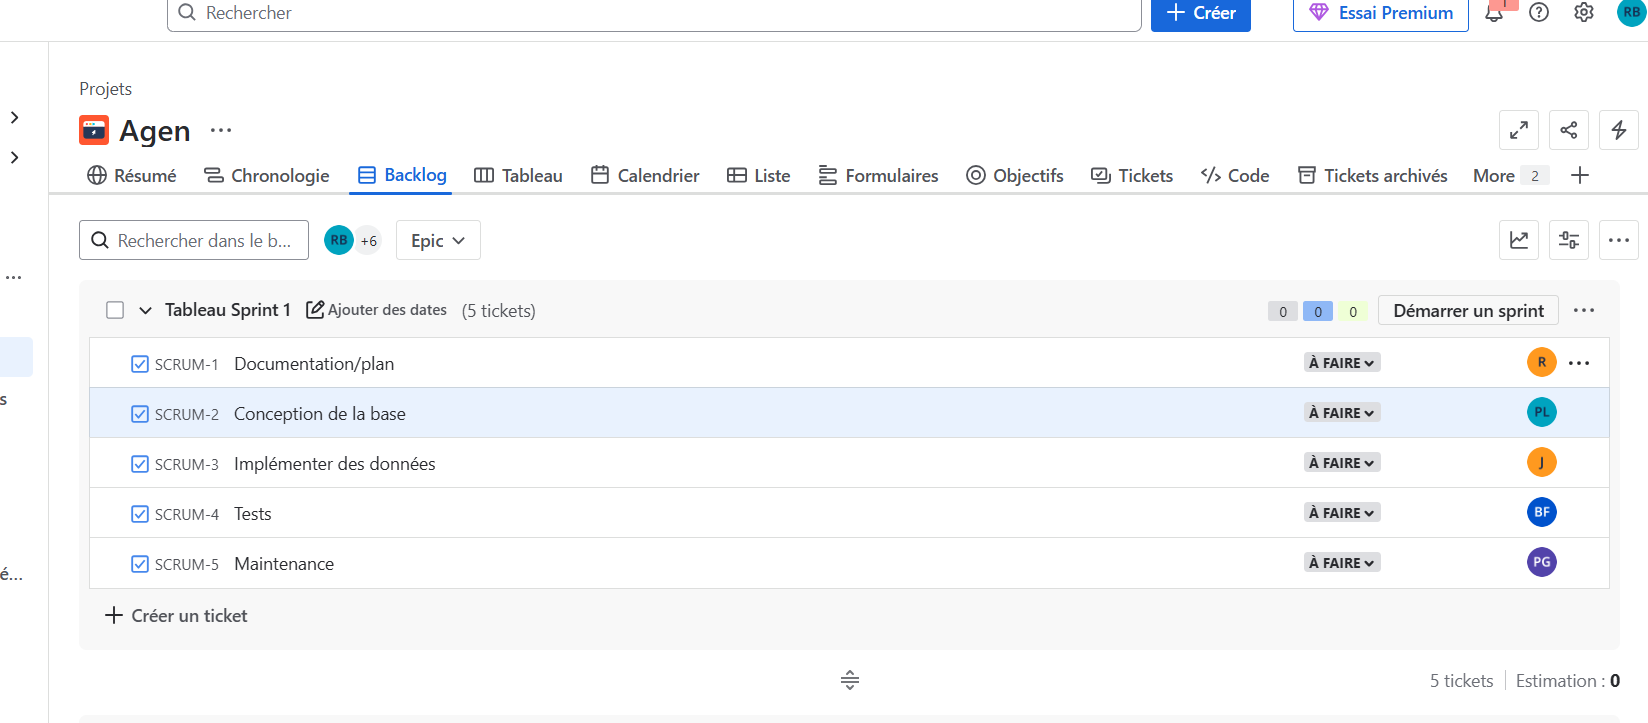 Rechercher
Créer
Essai Premium
1
RB
Projets
Agen
Résumé
Chronologie
Backlog
Tableau
Calendrier
Liste
Formulaires
Objectifs
Tickets
Code
Tickets archivés
More 2
Rechercher dans le b...
RB +6
Epic
Tableau Sprint 1 Ajouter des dates (5 tickets)
0 0 0
Démarrer un sprint
SCRUM-1 Documentation/plan À FAIRE R
SCRUM-2 Conception de la base À FAIRE PL
SCRUM-3 Implémenter des données À FAIRE J
SCRUM-4 Tests À FAIRE BF
SCRUM-5 Maintenance À FAIRE PG
Créer un ticket
5 tickets Estimation : 0
s
é...